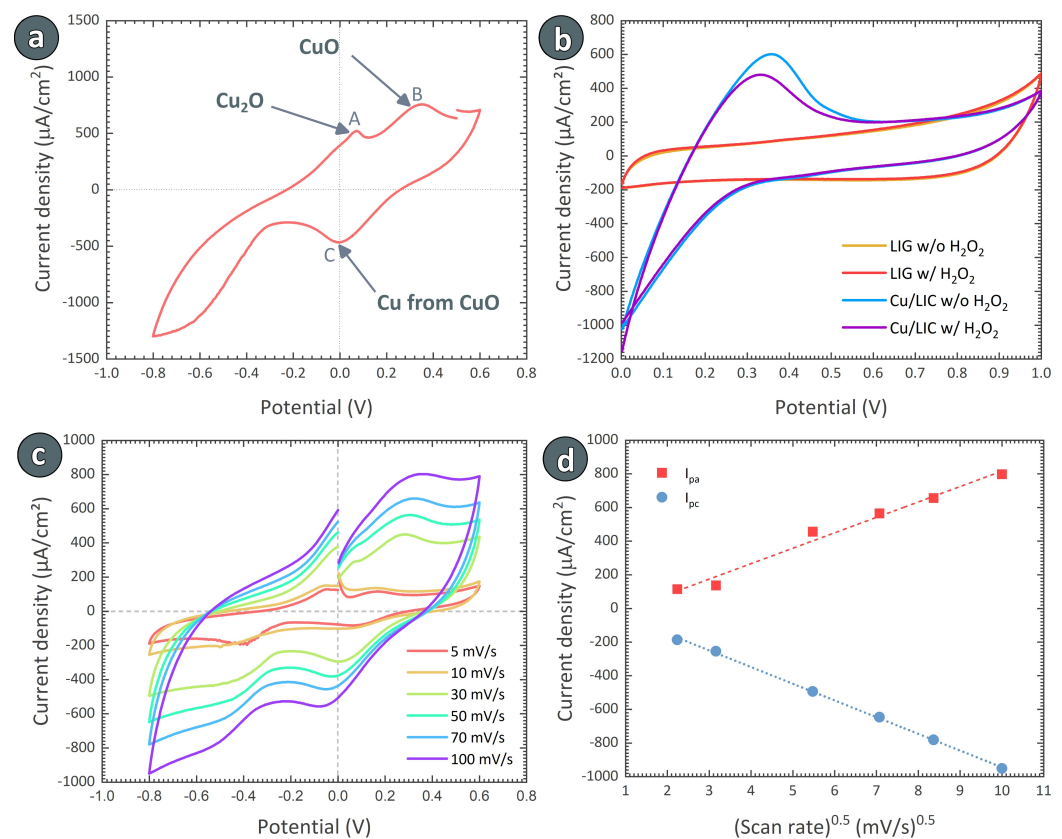 a
Current density (µA/cm²)
1500
1000
500
0
-500
-1000
-1500
CuO
Cu₂O
A
B
C
Cu from CuO
-1.0 -0.8 -0.6 -0.4 -0.2 0.0 0.2 0.4 0.6 0.8
Potential (V)
b
Current density (µA/cm²)
800
600
400
200
0
-200
-400
-600
-800
-1000
-1200
LIG w/o H₂O₂
LIG w/ H₂O₂
Cu/LIC w/o H₂O₂
Cu/LIC w/ H₂O₂
0.0 0.1 0.2 0.3 0.4 0.5 0.6 0.7 0.8 0.9 1.0
Potential (V)
c
Current density (µA/cm²)
1000
800
600
400
200
0
-200
-400
-600
-800
-1000
5 mV/s
10 mV/s
30 mV/s
50 mV/s
70 mV/s
100 mV/s
-1.0 -0.8 -0.6 -0.4 -0.2 0.0 0.2 0.4 0.6 0.8
Potential (V)
d
Current density (µA/cm²)
1000
800
600
400
200
0
-200
-400
-600
-800
-1000
Iₚₐ
I_pc
1 2 3 4 5 6 7 8 9 10 11
(Scan rate)^0.5 (mV/s)^0.5